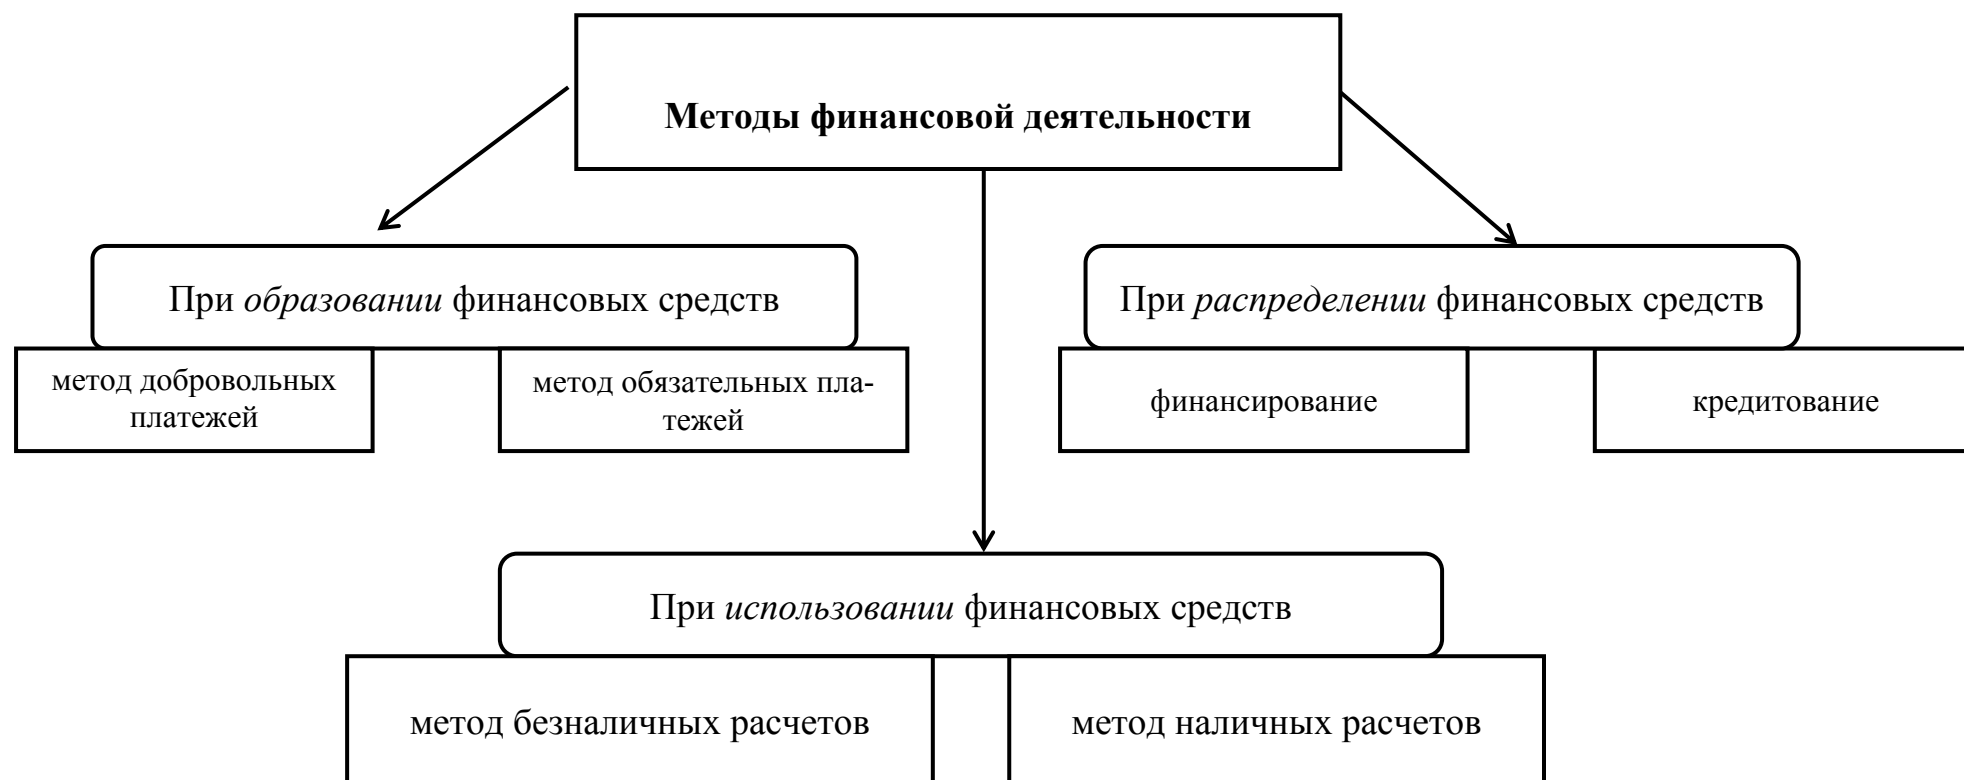 Методы финансовой деятельности
При образовании финансовых средств
При распределении финансовых средств
метод добровольных
платежей
метод обязательных пла-
тежей
финансирование
кредитование
При использовании финансовых средств
метод безналичных расчетов
метод наличных расчетов